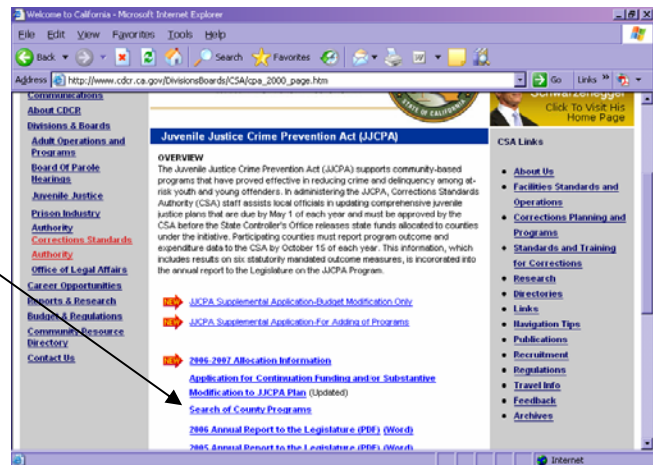 Welcome to California - Microsoft Internet Explorer
File Edit View Favorites Tools Help
Back Search Favorites
Address http://www.cdcr.ca.gov/DivisionsBoards/CSA/cpa_2000_page.htm Go Links »
Communications
About CDCR
Divisions & Boards
Adult Operations and
Programs
Board Of Parole
Hearings
Juvenile Justice
Prison Industry
Authority
Corrections Standards
Authority
Office of Legal Affairs
Career Opportunities
Reports & Research
Budget & Regulations
Community Resource
Directory
Contact Us
STATE OF CALIFORNIA
Juvenile Justice Crime Prevention Act (JJCPA)
OVERVIEW
The Juvenile Justice Crime Prevention Act (JJCPA) supports community-based
programs that have proved effective in reducing crime and delinquency among at-
risk youth and young offenders. In administering the JJCPA, Corrections Standards
Authority (CSA) staff assists local officials in updating comprehensive juvenile
justice plans that are due by May 1 of each year and must be approved by the
CSA before the State Controller's Office releases state funds allocated to counties
under the initiative. Participating counties must report program outcome and
expenditure data to the CSA by October 15 of each year. This information, which
includes results on six statutorily mandated outcome measures, is incorporated into
the annual report to the Legislature on the JJCPA Program.
NEW JJCPA Supplemental Application-Budget Modification Only
NEW JJCPA Supplemental Application-For Adding of Programs
NEW 2006-2007 Allocation Information
Application for Continuation Funding and/or Substantive
Modification to JJCPA Plan (Updated)
Search of County Programs
2006 Annual Report to the Legislature (PDF) (Word)
2005 Annual Report to the Legislature (PDF) (Word)
Schwarzenegger
Click To Visit His
Home Page
CSA Links
About Us
Facilities Standards and
Operations
Corrections Planning and
Programs
Standards and Training
for Corrections
Research
Directories
Links
Navigation Tips
Publications
Recruitment
Regulations
Travel Info
Feedback
Archives
Internet